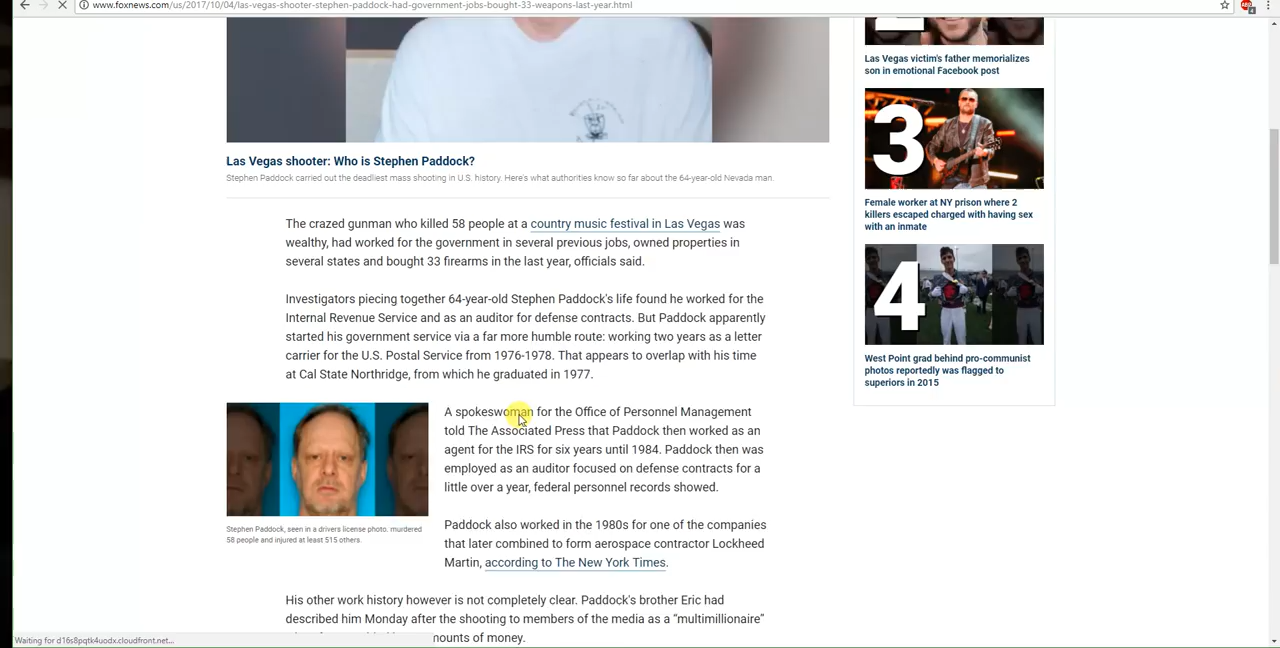 www.foxnews.com/us/2017/10/04/las-vegas-shooter-stephen-paddock-had-government-jobs-bought-33-weapons-last-year.html
Las Vegas shooter: Who is Stephen Paddock?
Stephen Paddock carried out the deadliest mass shooting in U.S. history. Here's what authorities know so far about the 64-year-old Nevada man.
The crazed gunman who killed 58 people at a country music festival in Las Vegas was
wealthy, had worked for the government in several previous jobs, owned properties in
several states and bought 33 firearms in the last year, officials said.
Investigators piecing together 64-year-old Stephen Paddock's life found he worked for the
Internal Revenue Service and as an auditor for defense contracts. But Paddock apparently
started his government service via a far more humble route: working two years as a letter
carrier for the U.S. Postal Service from 1976-1978. That appears to overlap with his time
at Cal State Northridge, from which he graduated in 1977.
A spokeswoman for the Office of Personnel Management
told The Associated Press that Paddock then worked as an
agent for the IRS for six years until 1984. Paddock then was
employed as an auditor focused on defense contracts for a
little over a year, federal personnel records showed.
Stephen Paddock, seen in a drivers license photo. murdered
58 people and injured at least 515 others.
Paddock also worked in the 1980s for one of the companies
that later combined to form aerospace contractor Lockheed
Martin, according to The New York Times.
His other work history however is not completely clear. Paddock's brother Eric had
described him Monday after the shooting to members of the media as a “multimillionaire”
mounts of money.
Waiting for d16s8pqtk4uodx.cloudfront.net...
Las Vegas victim's father memorializes
son in emotional Facebook post
3
Female worker at NY prison where 2
killers escaped charged with having sex
with an inmate
4
West Point grad behind pro-communist
photos reportedly was flagged to
superiors in 2015